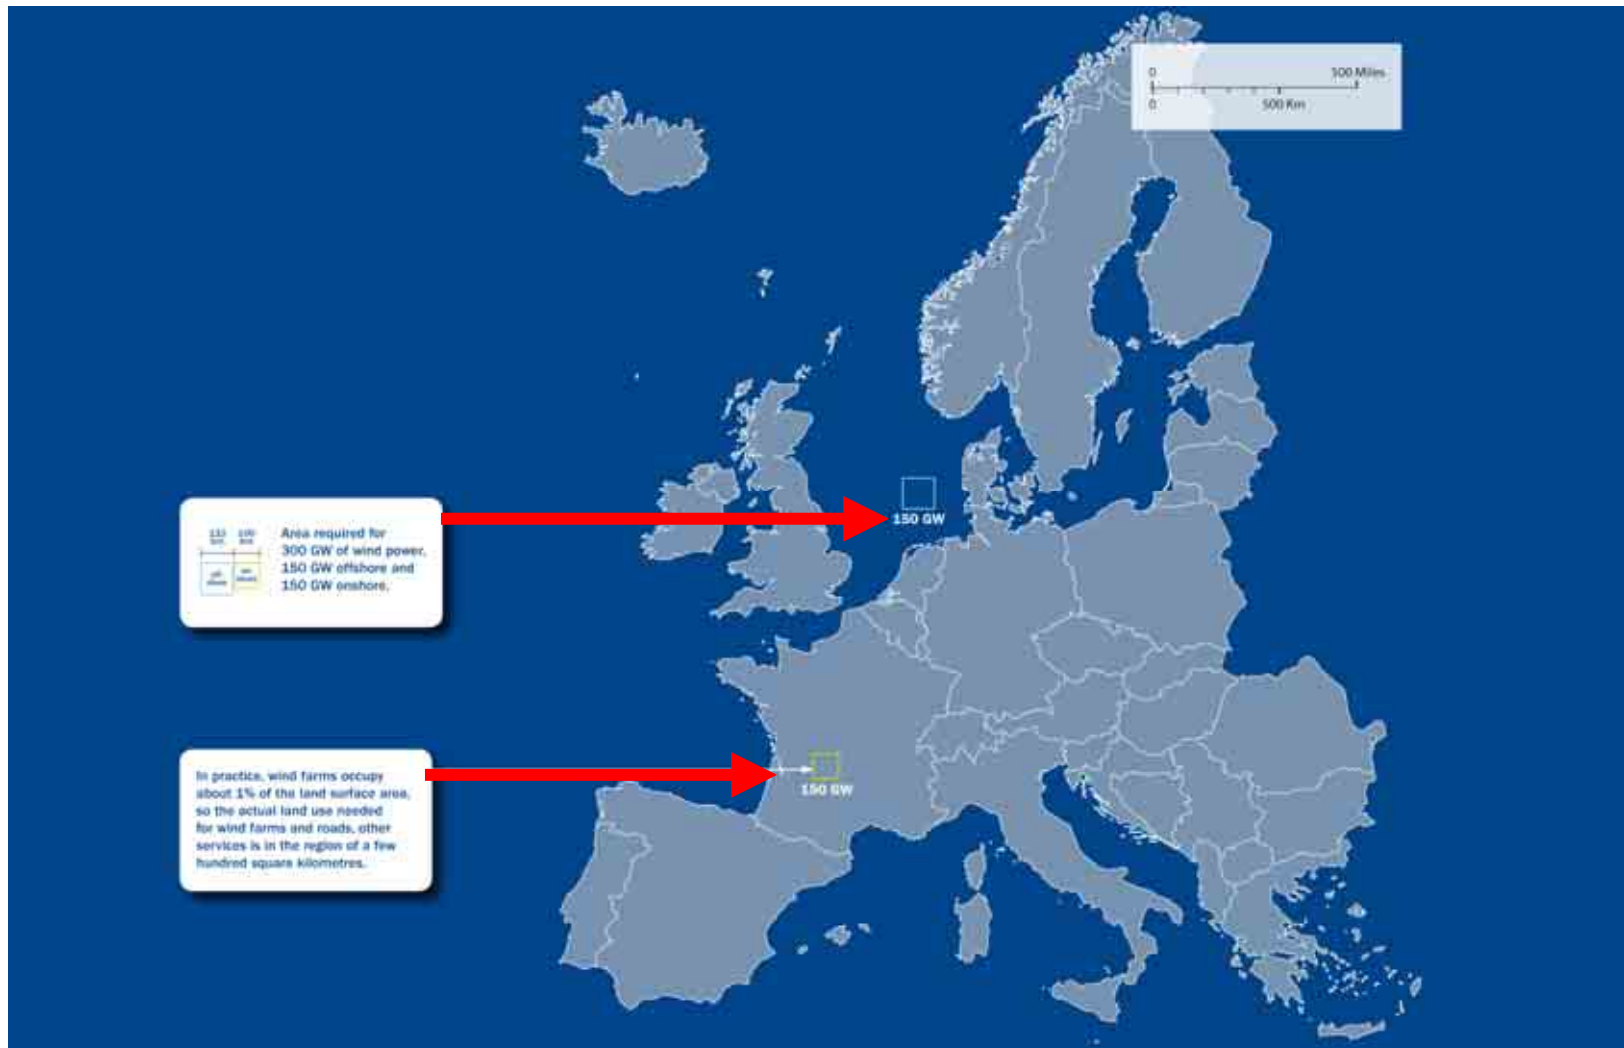 0 500 Miles
0 500 Km
Area required for
300 GW of wind power,
150 GW offshore and
150 GW onshore.
150 GW
In practice, wind farms occupy
about 1% of the land surface area,
so the actual land use needed
for wind farms and roads, other
services is in the region of a few
hundred square kilometres.
150 GW